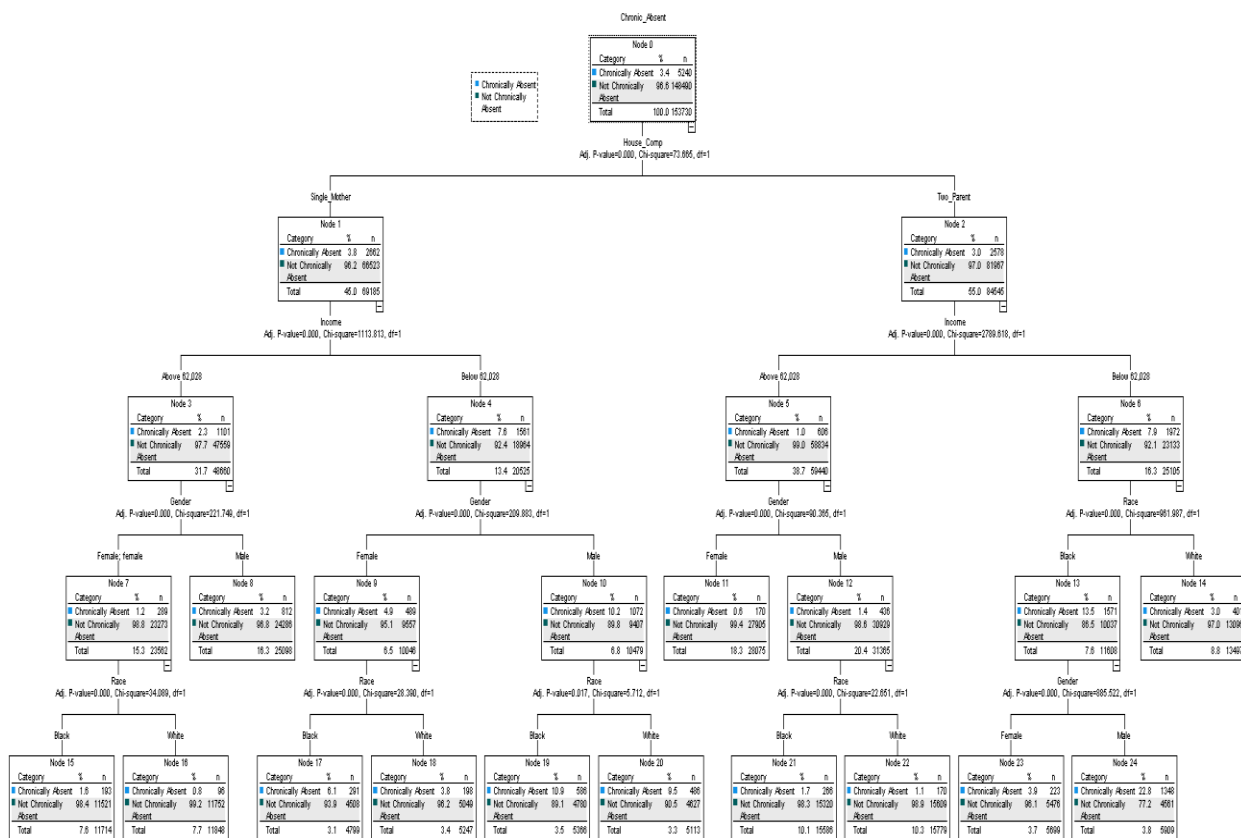 Chronic_Absent
Node 0
Category % n
Chronically Absent 3.4 5240
Not Chronically 96.6 148490
Absent
Total 100.0 153730
Chronically Absent
Not Chronically
Absent
House_Comp
Adj. P-value=0.000, Chi-square=73.665, df=1
Single_Mother
Two_Parent
Node 1
Category % n
Chronically Absent 3.8 2662
Not Chronically 96.2 66523
Absent
Total 45.0 69185
Node 2
Category % n
Chronically Absent 3.0 2578
Not Chronically 97.0 81967
Absent
Total 55.0 84545
Income
Adj. P-value=0.000, Chi-square=1113.813, df=1
Income
Adj. P-value=0.000, Chi-square=2789.618, df=1
Above 62,028
Below 62,028
Above 62,028
Below 62,028
Node 3
Category % n
Chronically Absent 2.3 1101
Not Chronically 97.7 47559
Absent
Total 31.7 48660
Node 4
Category % n
Chronically Absent 7.6 1561
Not Chronically 92.4 18964
Absent
Total 13.4 20525
Node 5
Category % n
Chronically Absent 1.0 606
Not Chronically 99.0 58834
Absent
Total 38.7 59440
Node 6
Category % n
Chronically Absent 7.9 1972
Not Chronically 92.1 23133
Absent
Total 16.3 25105
Gender
Adj. P-value=0.000, Chi-square=221.749, df=1
Gender
Adj. P-value=0.000, Chi-square=209.883, df=1
Gender
Adj. P-value=0.000, Chi-square=90.365, df=1
Race
Adj. P-value=0.000, Chi-square=961.987, df=1
Female; female
Male
Female
Male
Female
Male
Black
White
Node 7
Category % n
Chronically Absent 1.2 289
Not Chronically 98.8 23273
Absent
Total 15.3 23562
Node 8
Category % n
Chronically Absent 3.2 812
Not Chronically 96.8 24286
Absent
Total 16.3 25098
Node 9
Category % n
Chronically Absent 4.9 489
Not Chronically 95.1 9557
Absent
Total 6.5 10046
Node 10
Category % n
Chronically Absent 10.2 1072
Not Chronically 89.8 9407
Absent
Total 6.8 10479
Node 11
Category % n
Chronically Absent 0.6 170
Not Chronically 99.4 27905
Absent
Total 18.3 28075
Node 12
Category % n
Chronically Absent 1.4 436
Not Chronically 98.6 30929
Absent
Total 20.4 31365
Node 13
Category % n
Chronically Absent 13.5 1571
Not Chronically 86.5 10037
Absent
Total 7.6 11608
Node 14
Category % n
Chronically Absent 3.0 401
Not Chronically 97.0 13096
Absent
Total 8.8 13497
Race
Adj. P-value=0.000, Chi-square=34.089, df=1
Race
Adj. P-value=0.000, Chi-square=28.390, df=1
Race
Adj. P-value=0.017, Chi-square=5.712, df=1
Race
Adj. P-value=0.000, Chi-square=22.651, df=1
Gender
Adj. P-value=0.000, Chi-square=885.522, df=1
Black
White
Black
White
Black
White
Black
White
Female
Male
Node 15
Category % n
Chronically Absent 1.6 193
Not Chronically 98.4 11521
Absent
Total 7.6 11714
Node 16
Category % n
Chronically Absent 0.8 96
Not Chronically 99.2 11752
Absent
Total 7.7 11848
Node 17
Category % n
Chronically Absent 6.1 291
Not Chronically 93.9 4508
Absent
Total 3.1 4799
Node 18
Category % n
Chronically Absent 3.8 198
Not Chronically 96.2 5049
Absent
Total 3.4 5247
Node 19
Category % n
Chronically Absent 10.9 586
Not Chronically 89.1 4780
Absent
Total 3.5 5366
Node 20
Category % n
Chronically Absent 9.5 486
Not Chronically 90.5 4627
Absent
Total 3.3 5113
Node 21
Category % n
Chronically Absent 1.7 266
Not Chronically 98.3 15320
Absent
Total 10.1 15586
Node 22
Category % n
Chronically Absent 1.1 170
Not Chronically 98.9 15609
Absent
Total 10.3 15779
Node 23
Category % n
Chronically Absent 3.9 223
Not Chronically 96.1 5476
Absent
Total 3.7 5699
Node 24
Category % n
Chronically Absent 22.8 1348
Not Chronically 77.2 4561
Absent
Total 3.8 5909